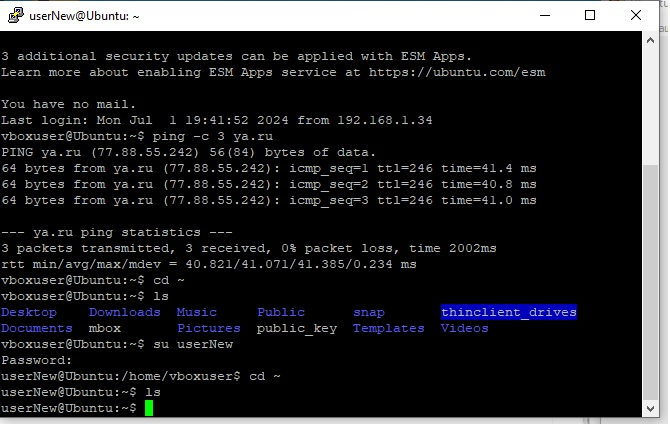 userNew@Ubuntu: ~
3 additional security updates can be applied with ESM Apps.
Learn more about enabling ESM Apps service at https://ubuntu.com/esm
You have no mail.
Last login: Mon Jul  1 19:41:52 2024 from 192.168.1.34
vboxuser@Ubuntu:~$ ping -c 3 ya.ru
PING ya.ru (77.88.55.242) 56(84) bytes of data.
64 bytes from ya.ru (77.88.55.242): icmp_seq=1 ttl=246 time=41.4 ms
64 bytes from ya.ru (77.88.55.242): icmp_seq=2 ttl=246 time=40.8 ms
64 bytes from ya.ru (77.88.55.242): icmp_seq=3 ttl=246 time=41.0 ms
--- ya.ru ping statistics ---
3 packets transmitted, 3 received, 0% packet loss, time 2002ms
rtt min/avg/max/mdev = 40.821/41.071/41.385/0.234 ms
vboxuser@Ubuntu:~$ cd ~
vboxuser@Ubuntu:~$ ls
Desktop    Downloads  Music     Public      snap       thinclient_drives
Documents  mbox       Pictures  public_key  Templates  Videos
vboxuser@Ubuntu:~$ su userNew
Password:
userNew@Ubuntu:/home/vboxuser$ cd ~
userNew@Ubuntu:~$ ls
userNew@Ubuntu:~$